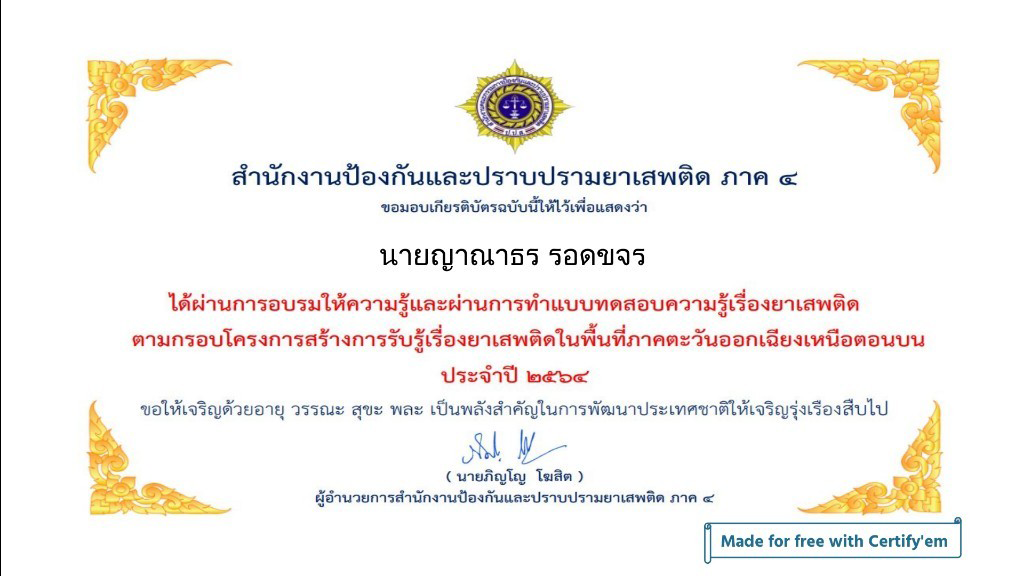 สำนักงานป้องกันและปราบปรามยาเสพติด ภาค ๔
ขอมอบเกียรติบัตรฉบับนี้ให้ไว้เพื่อแสดงว่า
นายญาณาธร รอดขจร
ได้ผ่านการอบรมให้ความรู้และผ่านการทำแบบทดสอบความรู้เรื่องยาเสพติด
ตามกรอบโครงการสร้างการรับรู้เรื่องยาเสพติดในพื้นที่ภาคตะวันออกเฉียงเหนือตอนบน
ประจำปี ๒๕๖๔
ขอให้เจริญด้วยอายุ วรรณะ สุขะ พละ เป็นพลังสำคัญในการพัฒนาประเทศชาติให้เจริญรุ่งเรืองสืบไป
( นายภิญโญ โฆสิต )
ผู้อำนวยการสำนักงานป้องกันและปราบปรามยาเสพติด ภาค ๔
Made for free with Certify'em